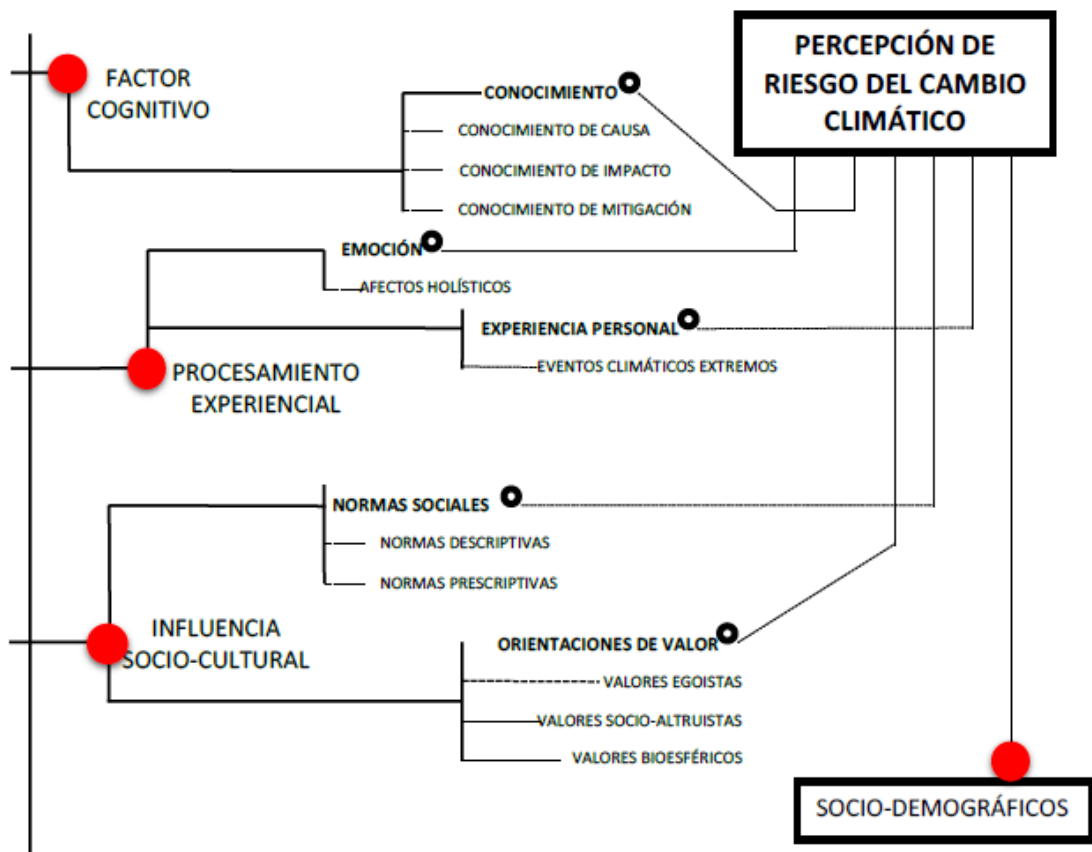 PERCEPCIÓN DE
RIESGO DEL CAMBIO
CLIMÁTICO
FACTOR
COGNITIVO
CONOCIMIENTO
CONOCIMIENTO DE CAUSA
CONOCIMIENTO DE IMPACTO
CONOCIMIENTO DE MITIGACIÓN
EMOCIÓN
AFECTOS HOLÍSTICOS
EXPERIENCIA PERSONAL
EVENTOS CLIMÁTICOS EXTREMOS
PROCESAMIENTO
EXPERIENCIAL
NORMAS SOCIALES
NORMAS DESCRIPTIVAS
NORMAS PRESCRIPTIVAS
INFLUENCIA
SOCIO-CULTURAL
ORIENTACIONES DE VALOR
VALORES EGOISTAS
VALORES SOCIO-ALTRUISTAS
VALORES BIOESFÉRICOS
SOCIO-DEMOGRÁFICOS